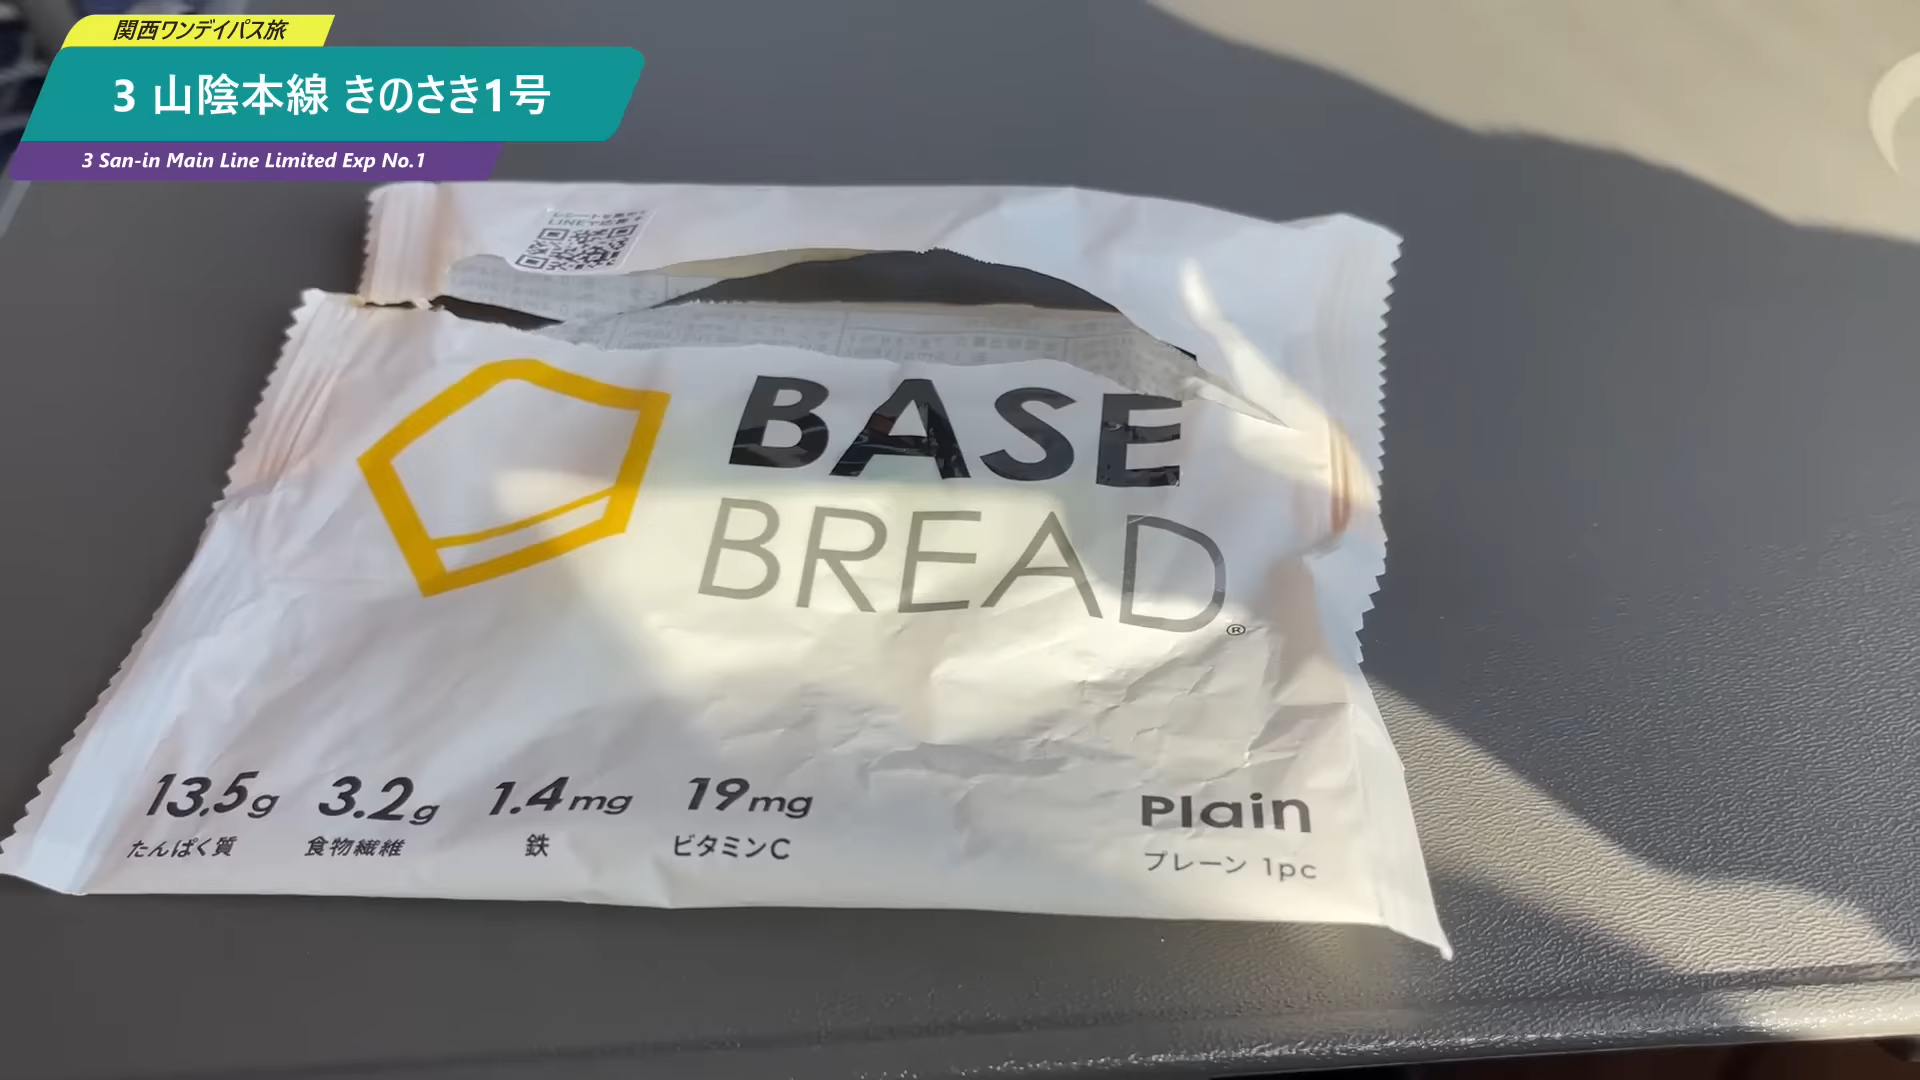 関西ワンデイパス旅
3 山陰本線 きのさき1号
3 San-in Main Line Limited Exp No.1
BASE
BREAD®
13.5g 3.2g 1.4mg 19mg
たんぱく質 食物繊維 鉄 ビタミンC
Plain
プレーン 1pc